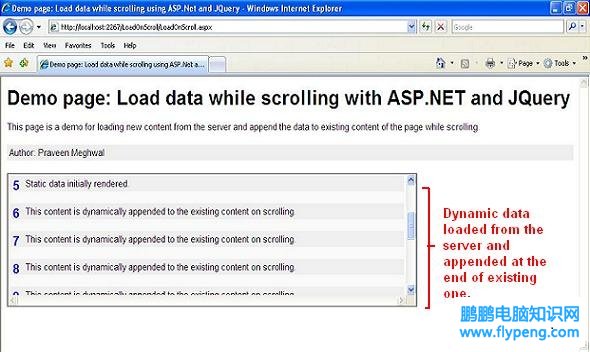 Demo page: Load data while scrolling using ASP.Net and JQuery - Windows Internet Explorer
http://localhost:2267/LoadOnScroll/LoadOnScroll.aspx
Google
File Edit View Favorites Tools Help
Demo page: Load data while scrolling using ASP.Net a...
Page Tools
Demo page: Load data while scrolling with ASP.NET and JQuery
This page is a demo for loading new content from the server and append the data to existing content of the page while scrolling
Author: Praveen Meghwal
5 Static data initially rendered.
6 This content is dynamically appended to the existing content on scrolling.
7 This content is dynamically appended to the existing content on scrolling.
8 This content is dynamically appended to the existing content on scrolling.
9 This content is dynamically appended to the existing content on scrolling.
Dynamic data
loaded from the
server and
appended at the
end of existing
one.
鹏鹏电脑知识网
www.flypeng.com